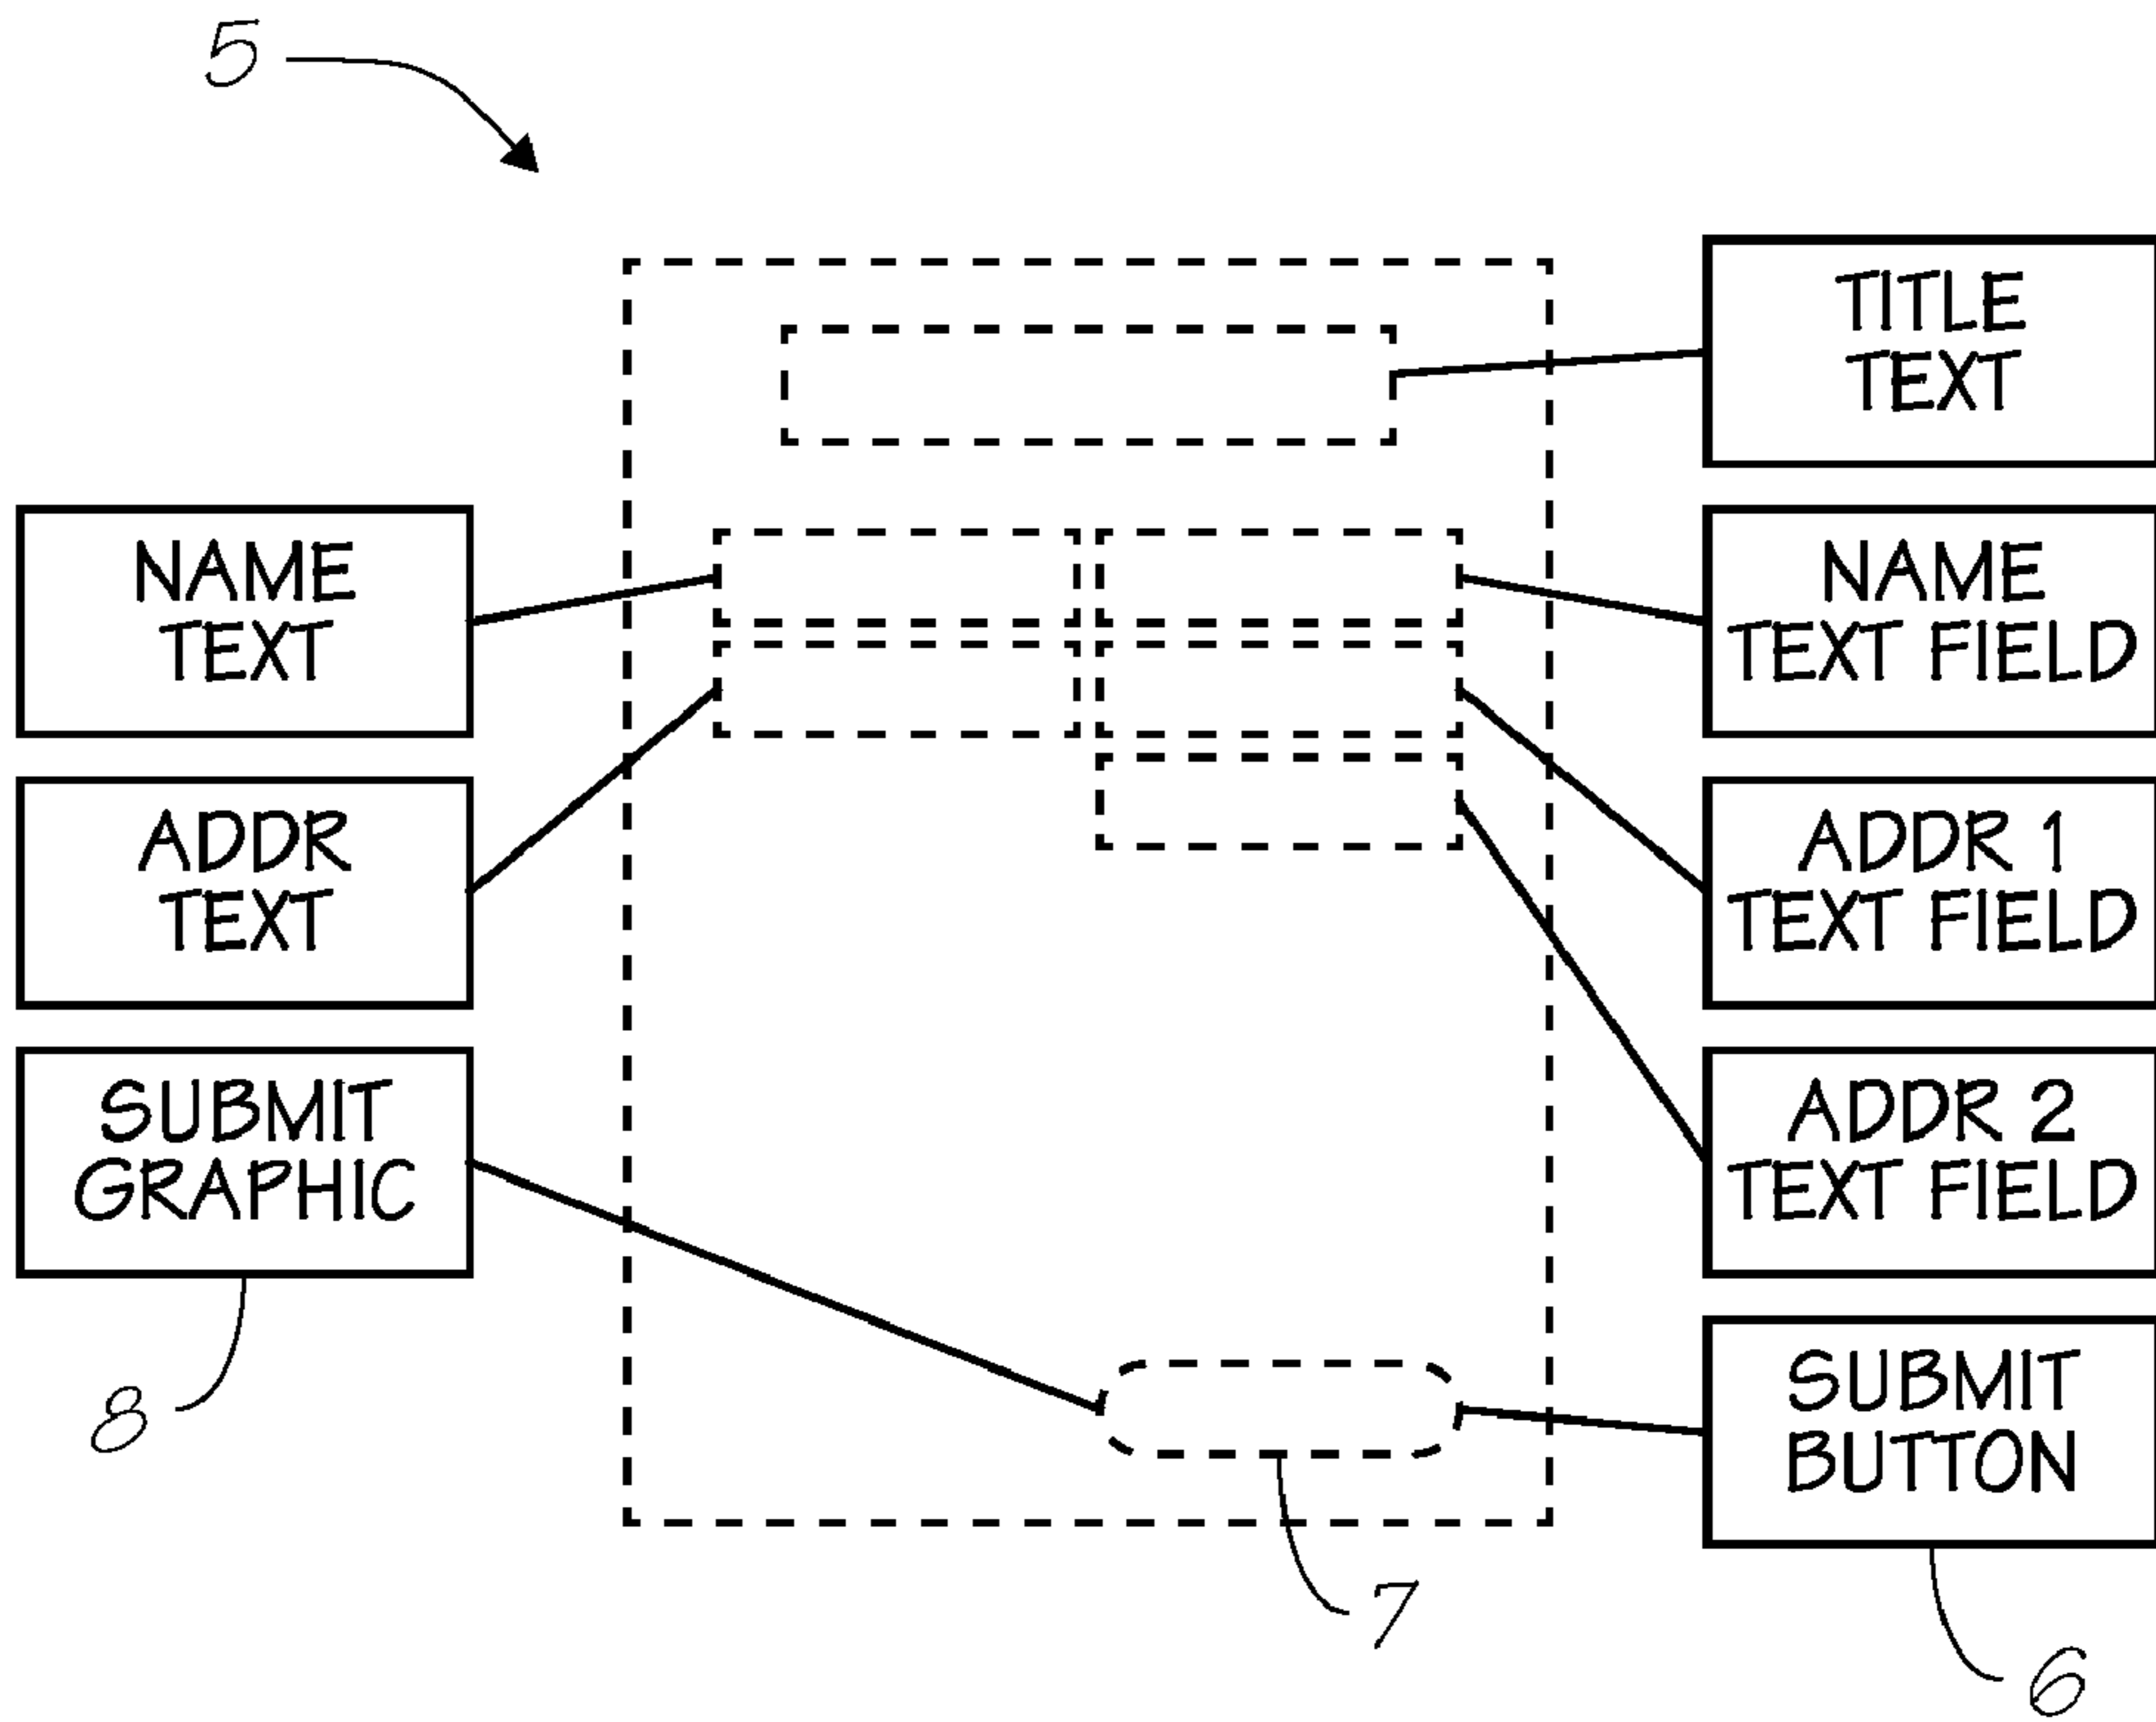 5
TITLE
TEXT
NAME
TEXT
NAME
TEXT FIELD
ADDR
TEXT
ADDR 1
TEXT FIELD
SUBMIT
GRAPHIC
ADDR 2
TEXT FIELD
SUBMIT
BUTTON
8
7
6